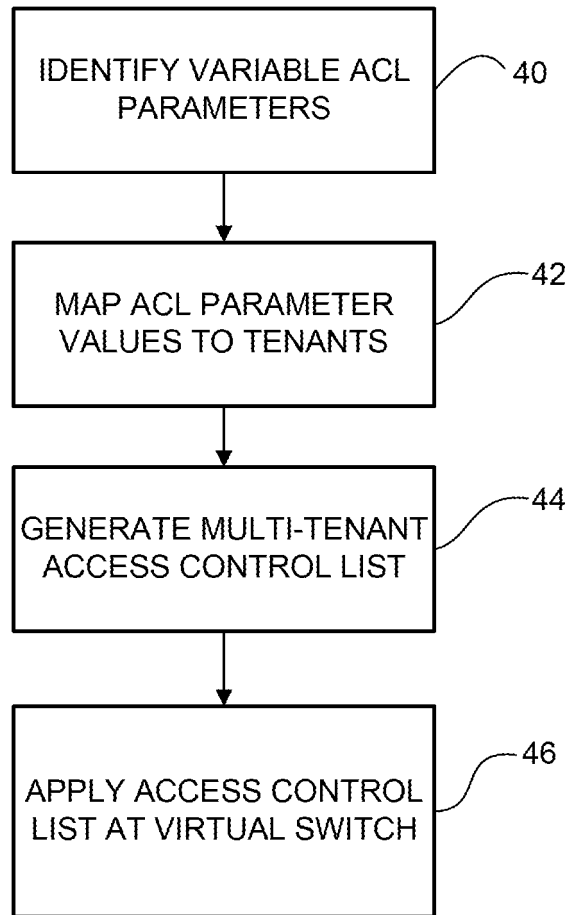 IDENTIFY VARIABLE ACL
PARAMETERS
40
MAP ACL PARAMETER
VALUES TO TENANTS
42
GENERATE MULTI-TENANT
ACCESS CONTROL LIST
44
APPLY ACCESS CONTROL
LIST AT VIRTUAL SWITCH
46